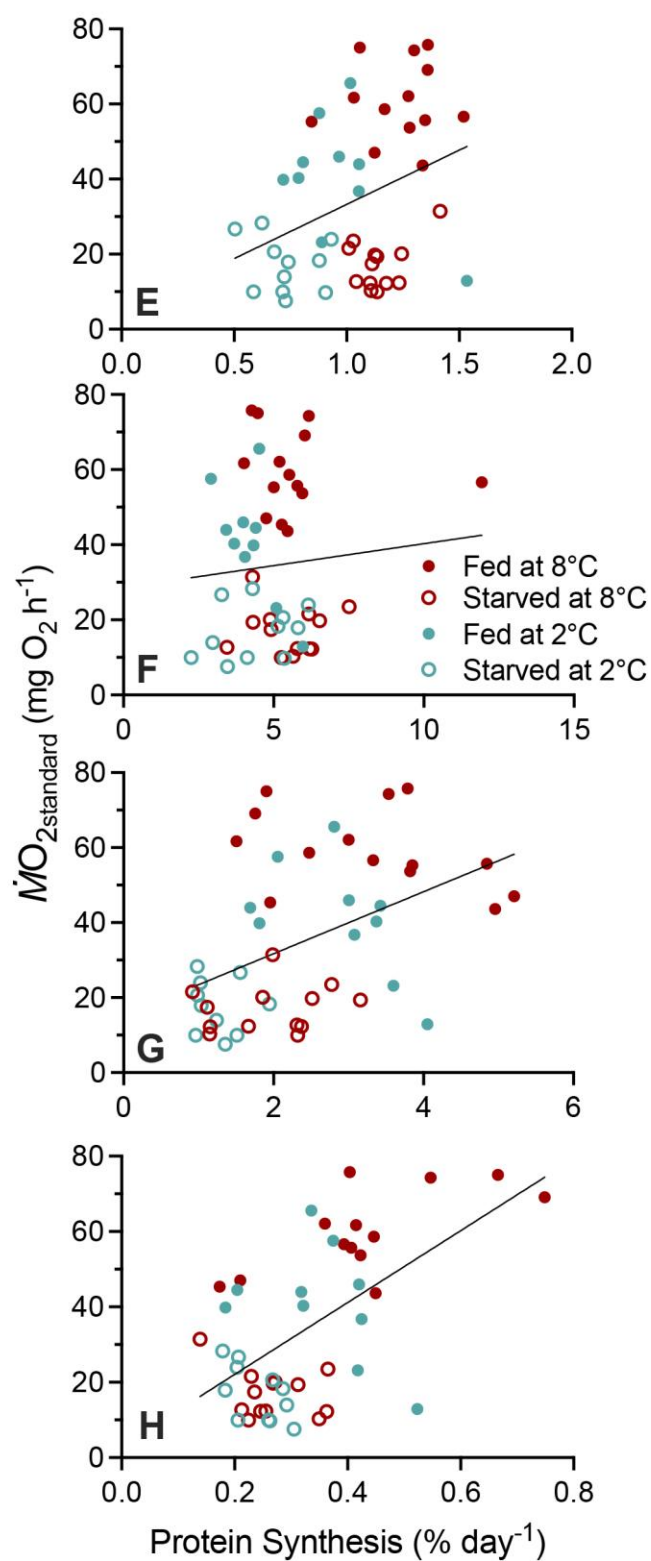 80
60
40
20
0
E
0.0 0.5 1.0 1.5 2.0
80
60
40
20
0
F
Fed at 8°C
Starved at 8°C
Fed at 2°C
Starved at 2°C
0 5 10 15
ṀO2standard (mg O2 h-1)
80
60
40
20
0
G
0 2 4 6
80
60
40
20
0
H
0.0 0.2 0.4 0.6 0.8
Protein Synthesis (% day-1)